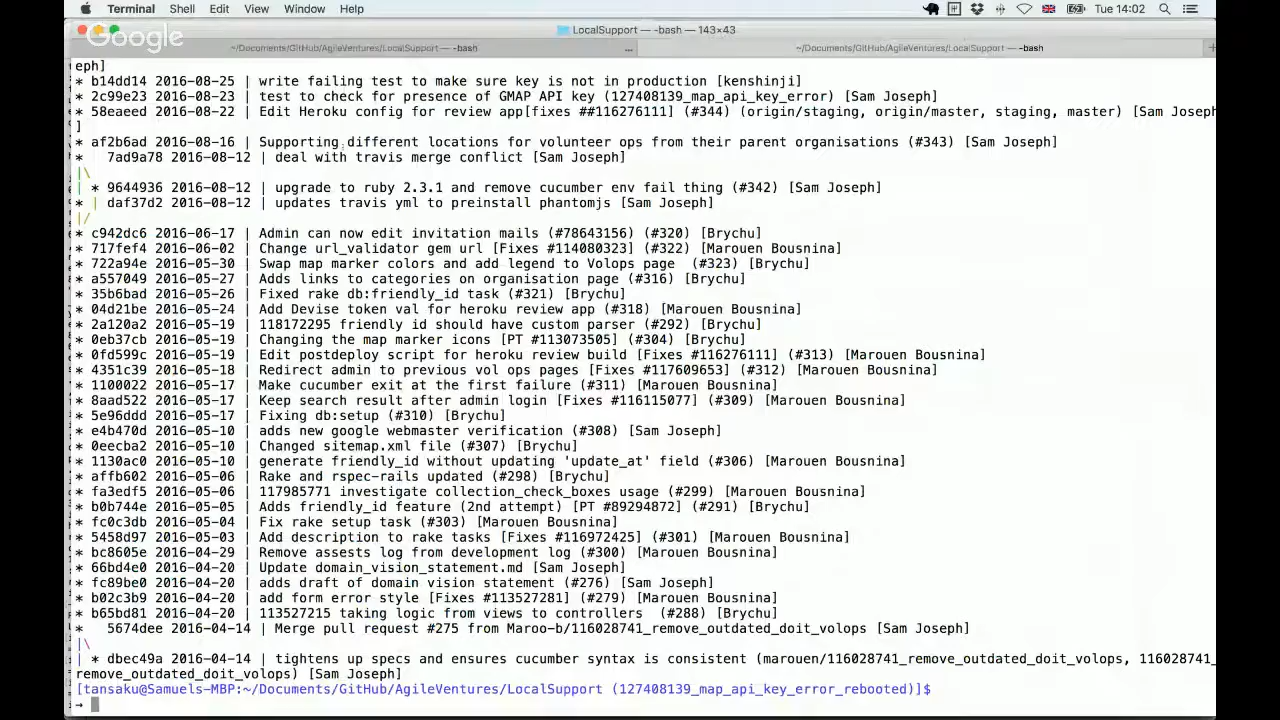 Terminal Shell Edit View Window Help Tue 14:02
Google
LocalSupport — -bash — 143×43
~/Documents/GitHub/AgileVentures/LocalSupport — -bash ... ~/Documents/GitHub/AgileVentures/LocalSupport — -bash +
eph]
* b14dd14 2016-08-25 | write failing test to make sure key is not in production [kenshinji]
* 2c99e23 2016-08-23 | test to check for presence of GMAP API key (127408139_map_api_key_error) [Sam Joseph]
* 58eaeed 2016-08-22 | Edit Heroku config for review app[fixes ##116276111] (#344) (origin/staging, origin/master, staging, master) [Sam Joseph
]
* af2b6ad 2016-08-16 | Supporting different locations for volunteer ops from their parent organisations (#343) [Sam Joseph]
*   7ad9a78 2016-08-12 | deal with travis merge conflict [Sam Joseph]
|\
| * 9644936 2016-08-12 | upgrade to ruby 2.3.1 and remove cucumber env fail thing (#342) [Sam Joseph]
* | daf37d2 2016-08-12 | updates travis yml to preinstall phantomjs [Sam Joseph]
|/
* c942dc6 2016-06-17 | Admin can now edit invitation mails (#78643156) (#320) [Brychu]
* 717fef4 2016-06-02 | Change url_validator gem url [Fixes #114080323] (#322) [Marouen Bousnina]
* 722a94e 2016-05-30 | Swap map marker colors and add legend to Volops page  (#323) [Brychu]
* a557049 2016-05-27 | Adds links to categories on organisation page (#316) [Brychu]
* 35b6bad 2016-05-26 | Fixed rake db:friendly_id task (#321) [Brychu]
* 04d21be 2016-05-24 | Add Devise token val for heroku review app (#318) [Marouen Bousnina]
* 2a120a2 2016-05-19 | 118172295 friendly id should have custom parser (#292) [Brychu]
* 0eb37cb 2016-05-19 | Changing the map marker icons [PT #113073505] (#304) [Brychu]
* 0fd599c 2016-05-19 | Edit postdeploy script for heroku review build [Fixes #116276111] (#313) [Marouen Bousnina]
* 4351c39 2016-05-18 | Redirect admin to previous vol ops pages [Fixes #117609653] (#312) [Marouen Bousnina]
* 1100022 2016-05-17 | Make cucumber exit at the first failure (#311) [Marouen Bousnina]
* 8aad522 2016-05-17 | Keep search result after admin login [Fixes #116115077] (#309) [Marouen Bousnina]
* 5e96ddd 2016-05-17 | Fixing db:setup (#310) [Brychu]
* e4b470d 2016-05-10 | adds new google webmaster verification (#308) [Sam Joseph]
* 0eecba2 2016-05-10 | Changed sitemap.xml file (#307) [Brychu]
* 1130ac0 2016-05-10 | generate friendly_id without updating 'update_at' field (#306) [Marouen Bousnina]
* affb602 2016-05-06 | Rake and rspec-rails updated (#298) [Brychu]
* fa3edf5 2016-05-06 | 117985771 investigate collection_check_boxes usage (#299) [Marouen Bousnina]
* b0b744e 2016-05-05 | Adds friendly_id feature (2nd attempt) [PT #89294872] (#291) [Brychu]
* fc0c3db 2016-05-04 | Fix rake setup task (#303) [Marouen Bousnina]
* 5458d97 2016-05-03 | Add description to rake tasks [Fixes #116972425] (#301) [Marouen Bousnina]
* bc8605e 2016-04-29 | Remove assests log from development log (#300) [Marouen Bousnina]
* 66bd4e0 2016-04-20 | Update domain_vision_statement.md [Sam Joseph]
* fc89be0 2016-04-20 | adds draft of domain vision statement (#276) [Sam Joseph]
* b02c3b9 2016-04-20 | add form error style [Fixes #113527281] (#279) [Marouen Bousnina]
* b65bd81 2016-04-20 | 113527215 taking logic from views to controllers  (#288) [Brychu]
*   5674dee 2016-04-14 | Merge pull request #275 from Maroo-b/116028741_remove_outdated_doit_volops [Sam Joseph]
|\
| * dbec49a 2016-04-14 | tightens up specs and ensures cucumber syntax is consistent (marouen/116028741_remove_outdated_doit_volops, 116028741_
remove_outdated_doit_volops) [Sam Joseph]
[tansaku@Samuels-MBP:~/Documents/GitHub/AgileVentures/LocalSupport (127408139_map_api_key_error_rebooted)]$
→